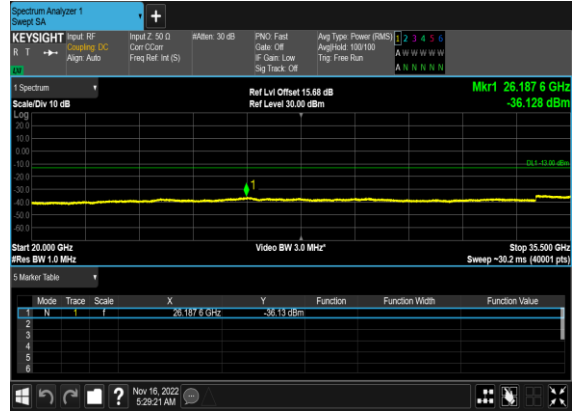 Spectrum Analyzer 1
Swept SA
+
KEYSIGHT Input: RF Input Z: 50 Ω #Atten: 30 dB PNO: Fast Avg Type: Power (RMS) 1 2 3 4 5 6
R T Coupling: DC Corr CCorr Gate: Off Avg|Hold: 100/100 A W W W W W
Align: Auto Freq Ref: Int (S) IF Gain: Low Trig: Free Run
Sig Track: Off A N N N N N
1 Spectrum
Ref Lvl Offset 15.68 dB Mkr1 26.187 6 GHz
Scale/Div 10 dB Ref Level 30.00 dBm -36.128 dBm
Log
20.0
10.0
0.00
-10.0 DL1 -13.00 dBm
-20.0
-30.0 1
-40.0
-50.0
-60.0
Start 20.000 GHz Video BW 3.0 MHz* Stop 35.500 GHz
#Res BW 1.0 MHz Sweep ~30.2 ms (40001 pts)
5 Marker Table
Mode Trace Scale X Y Function Function Width Function Value
1 N 1 f 26.187 6 GHz -36.13 dBm
2
3
4
5
6
? Nov 16, 2022
5:29:21 AM